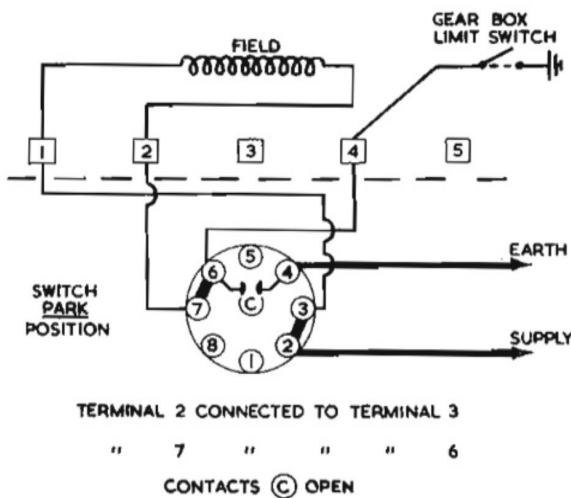 GEAR BOX
LIMIT SWITCH
FIELD
1 2 3 4 5
5
6 4
EARTH
C
7 3
SWITCH
PARK
POSITION
8 2
SUPPLY
1
TERMINAL 2 CONNECTED TO TERMINAL 3
" 7 " " " 6
CONTACTS C OPEN